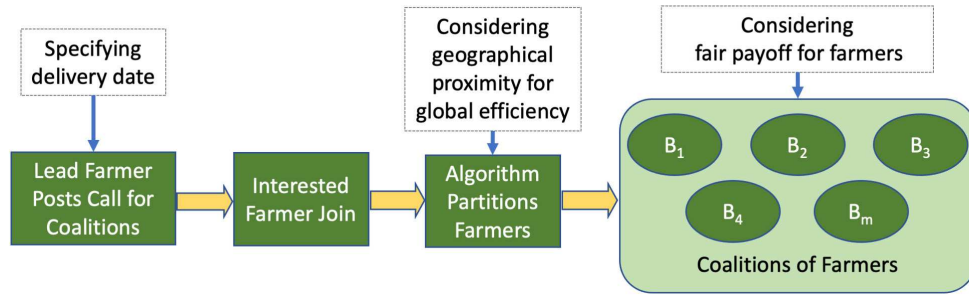 Specifying
delivery date
Considering
geographical
proximity for
global efficiency
Considering
fair payoff for farmers
Lead Farmer
Posts Call for
Coalitions
Interested
Farmer Join
Algorithm
Partitions
Farmers
B₁
B₂
B₃
B₄
Bₘ
Coalitions of Farmers